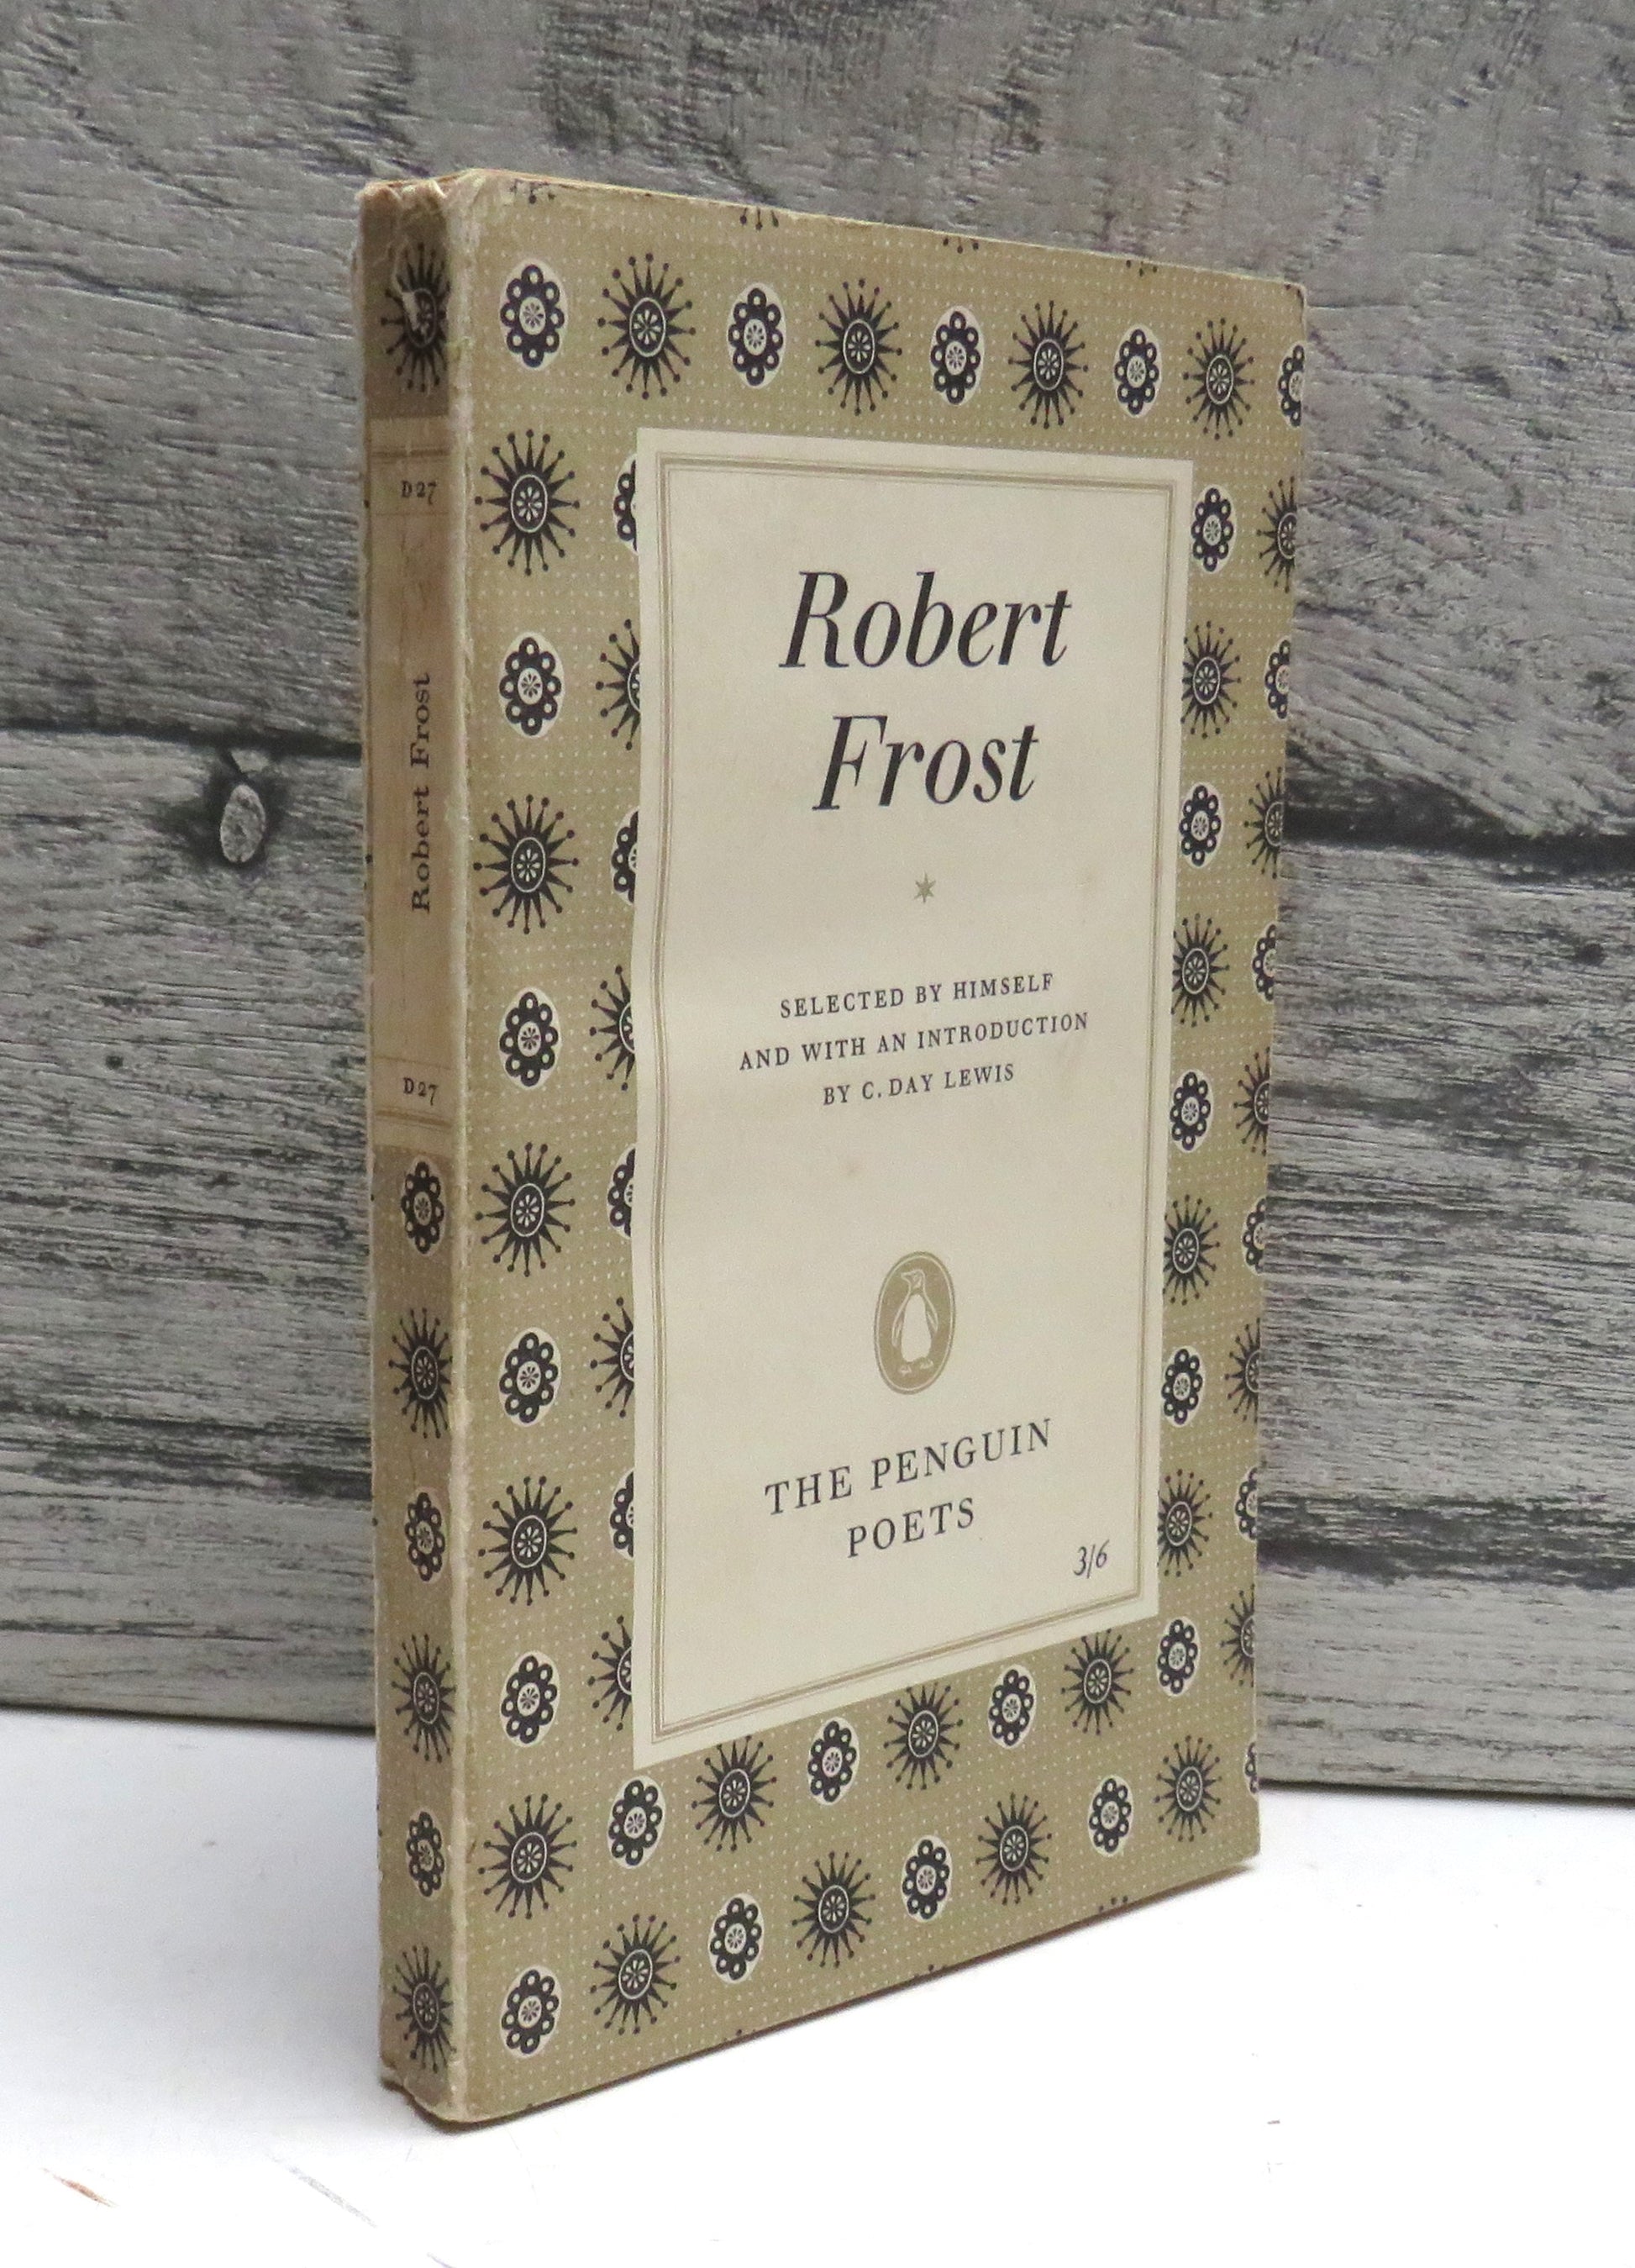 D27
Robert Frost
D27
Robert
Frost
SELECTED BY HIMSELF
AND WITH AN INTRODUCTION
BY C. DAY LEWIS
THE PENGUIN
POETS
3/6